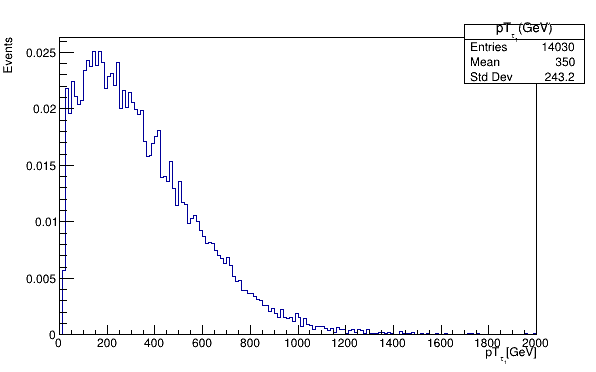 pT_τ₁(GeV)
Entries 14030
Mean 350
Std Dev 243.2
Events
0.025
0.02
0.015
0.01
0.005
0
0 200 400 600 800 1000 1200 1400 1600 1800 2000
pT_τ₁[GeV]